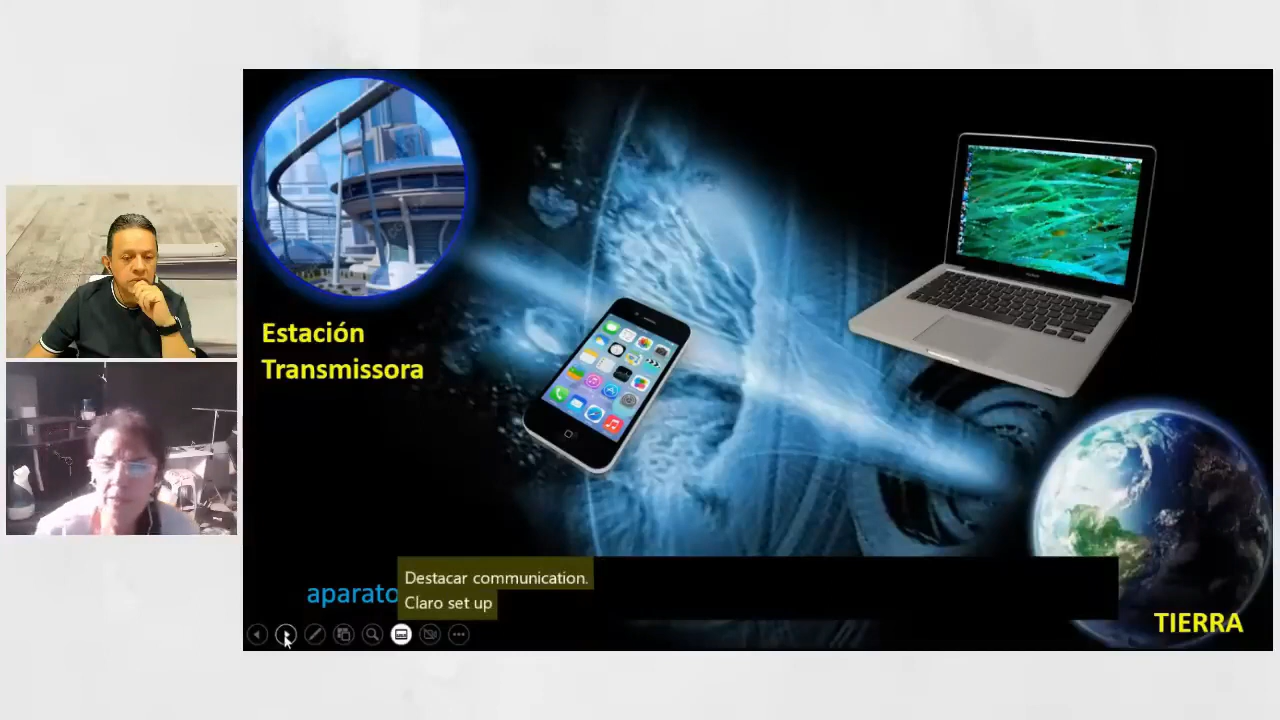 Estación
Transmissora
aparato
Destacar communication.
Claro set up
TIERRA